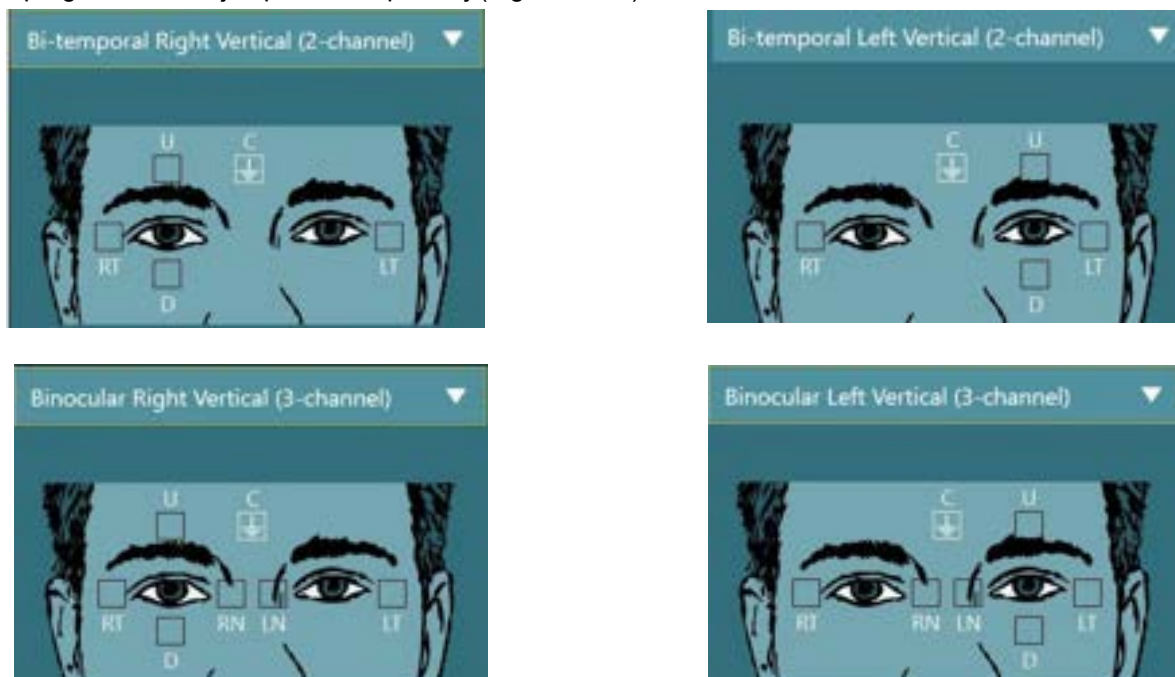 Bi-temporal Right Vertical (2-channel)
U C
RT LT
D
Bi-temporal Left Vertical (2-channel)
C U
RT LT
D
Binocular Right Vertical (3-channel)
U C
RT RN LN LT
D
Binocular Left Vertical (3-channel)
C U
RT RN LN LT
D